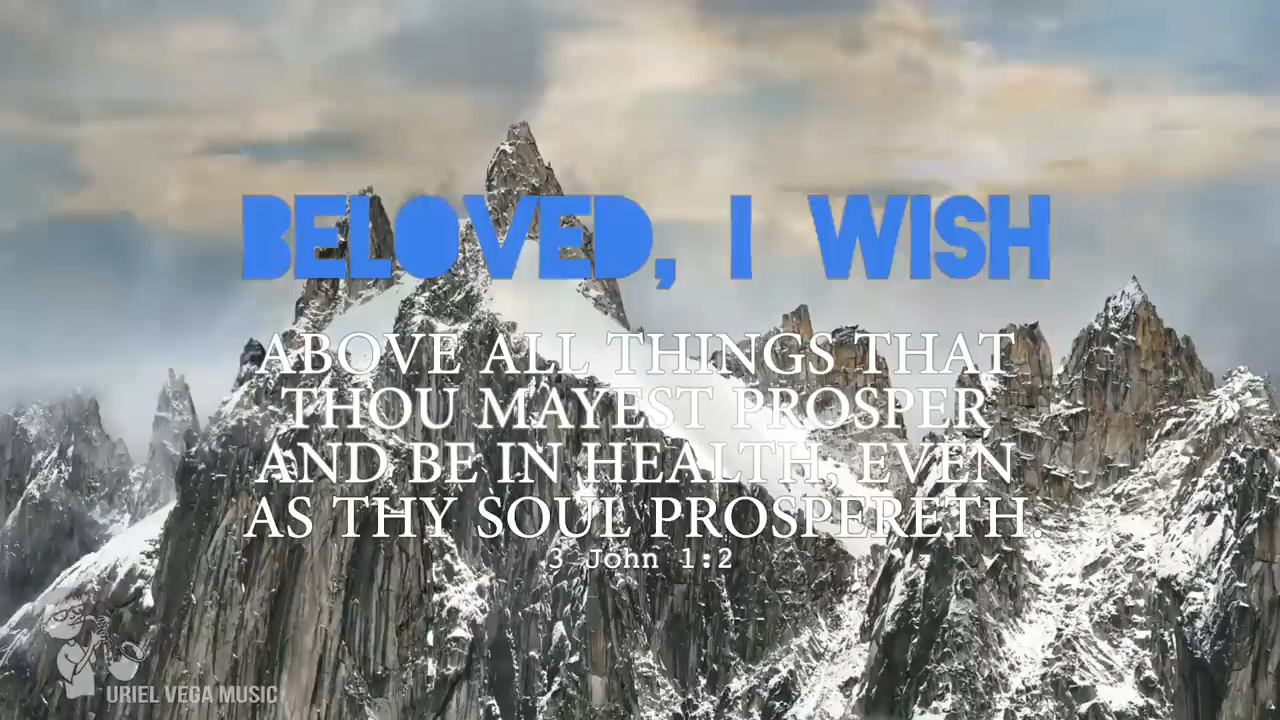 BELOVED, I WISH
ABOVE ALL THINGS THAT
THOU MAYEST PROSPER
AND BE IN HEALTH, EVEN
AS THY SOUL PROSPERETH.
3 John 1:2
URIEL VEGA MUSIC